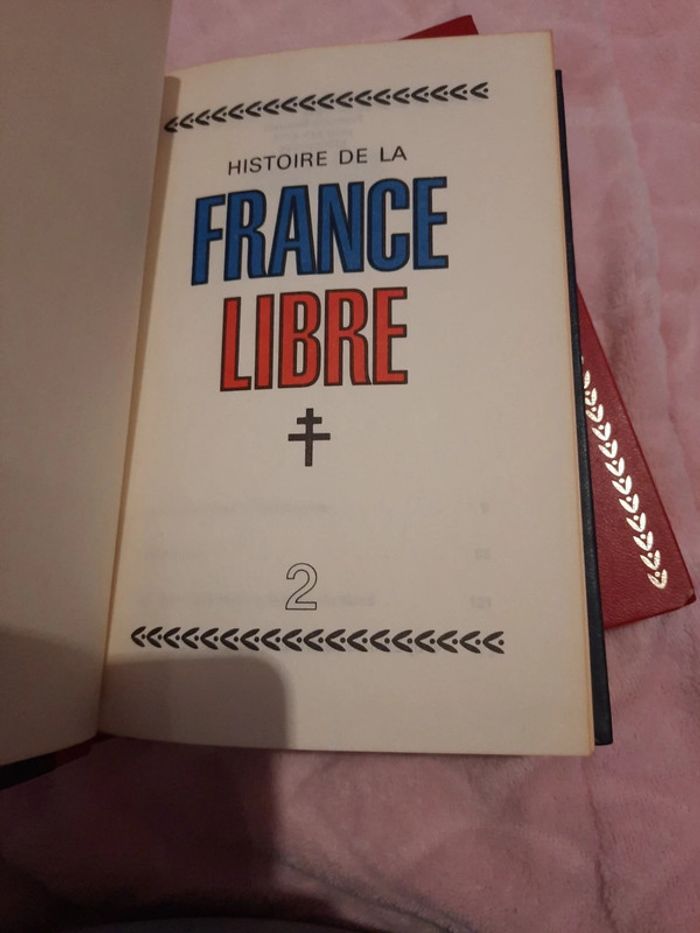 HISTOIRE DE LA
FRANCE
LIBRE
2